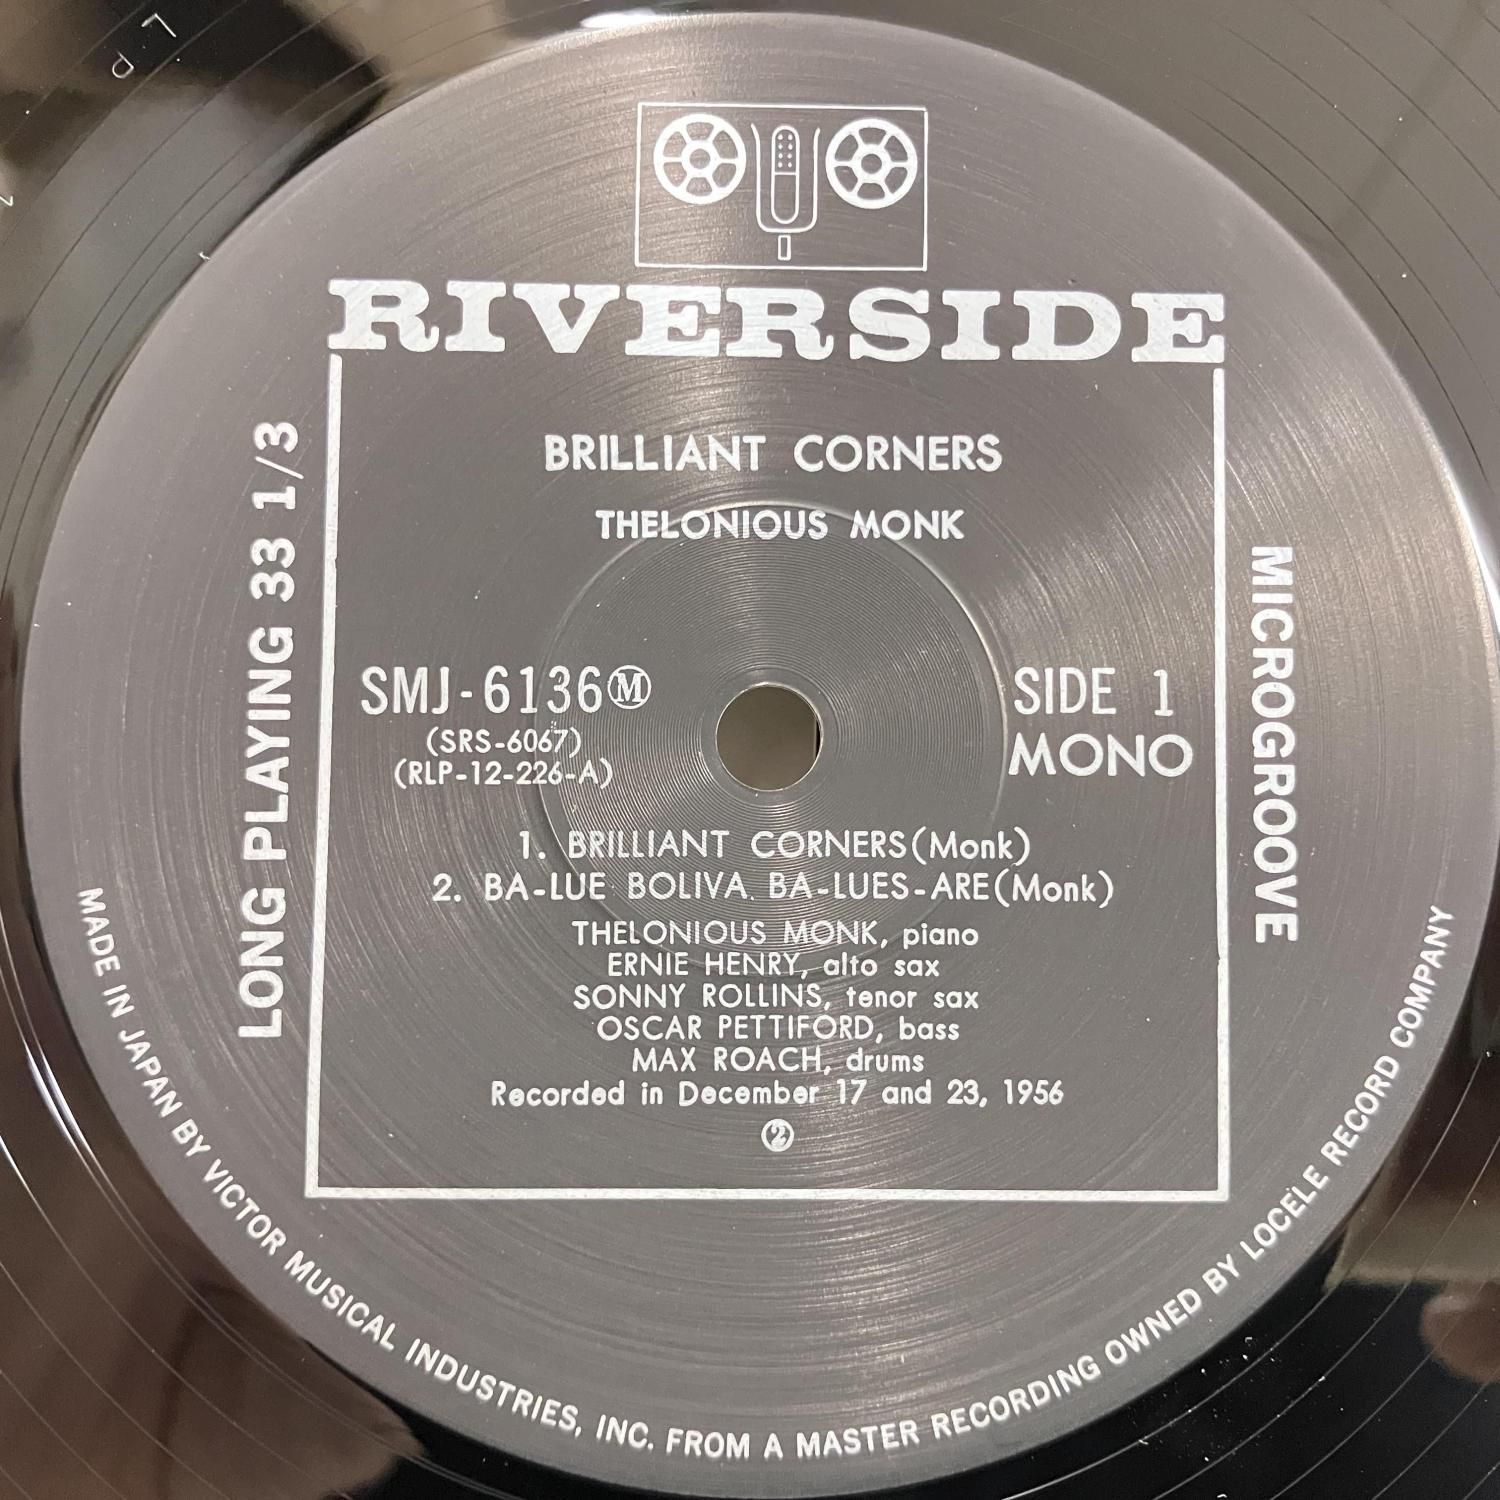 L P
RIVERSIDE
BRILLIANT CORNERS
THELONIOUS MONK
SMJ-6136Ⓜ
(SRS-6067)
(RLP-12-226-A)
SIDE 1
MONO
1. BRILLIANT CORNERS(Monk)
2. BA-LUE BOLIVA. BA-LUES-ARE(Monk)
THELONIOUS MONK, piano
ERNIE HENRY, alto sax
SONNY ROLLINS, tenor sax
OSCAR PETTIFORD, bass
MAX ROACH, drums
Recorded in December 17 and 23, 1956
②
LONG PLAYING 33 1/3
MICROGROOVE
MADE IN JAPAN BY VICTOR MUSICAL INDUSTRIES, INC. FROM A MASTER RECORDING OWNED BY LOCELE RECORD COMPANY